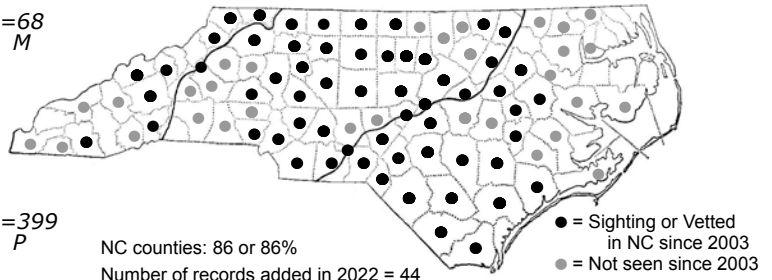 =68
M
=399
P
NC counties: 86 or 86%
Number of records added in 2022 = 44
= Sighting or Vetted
in NC since 2003
= Not seen since 2003